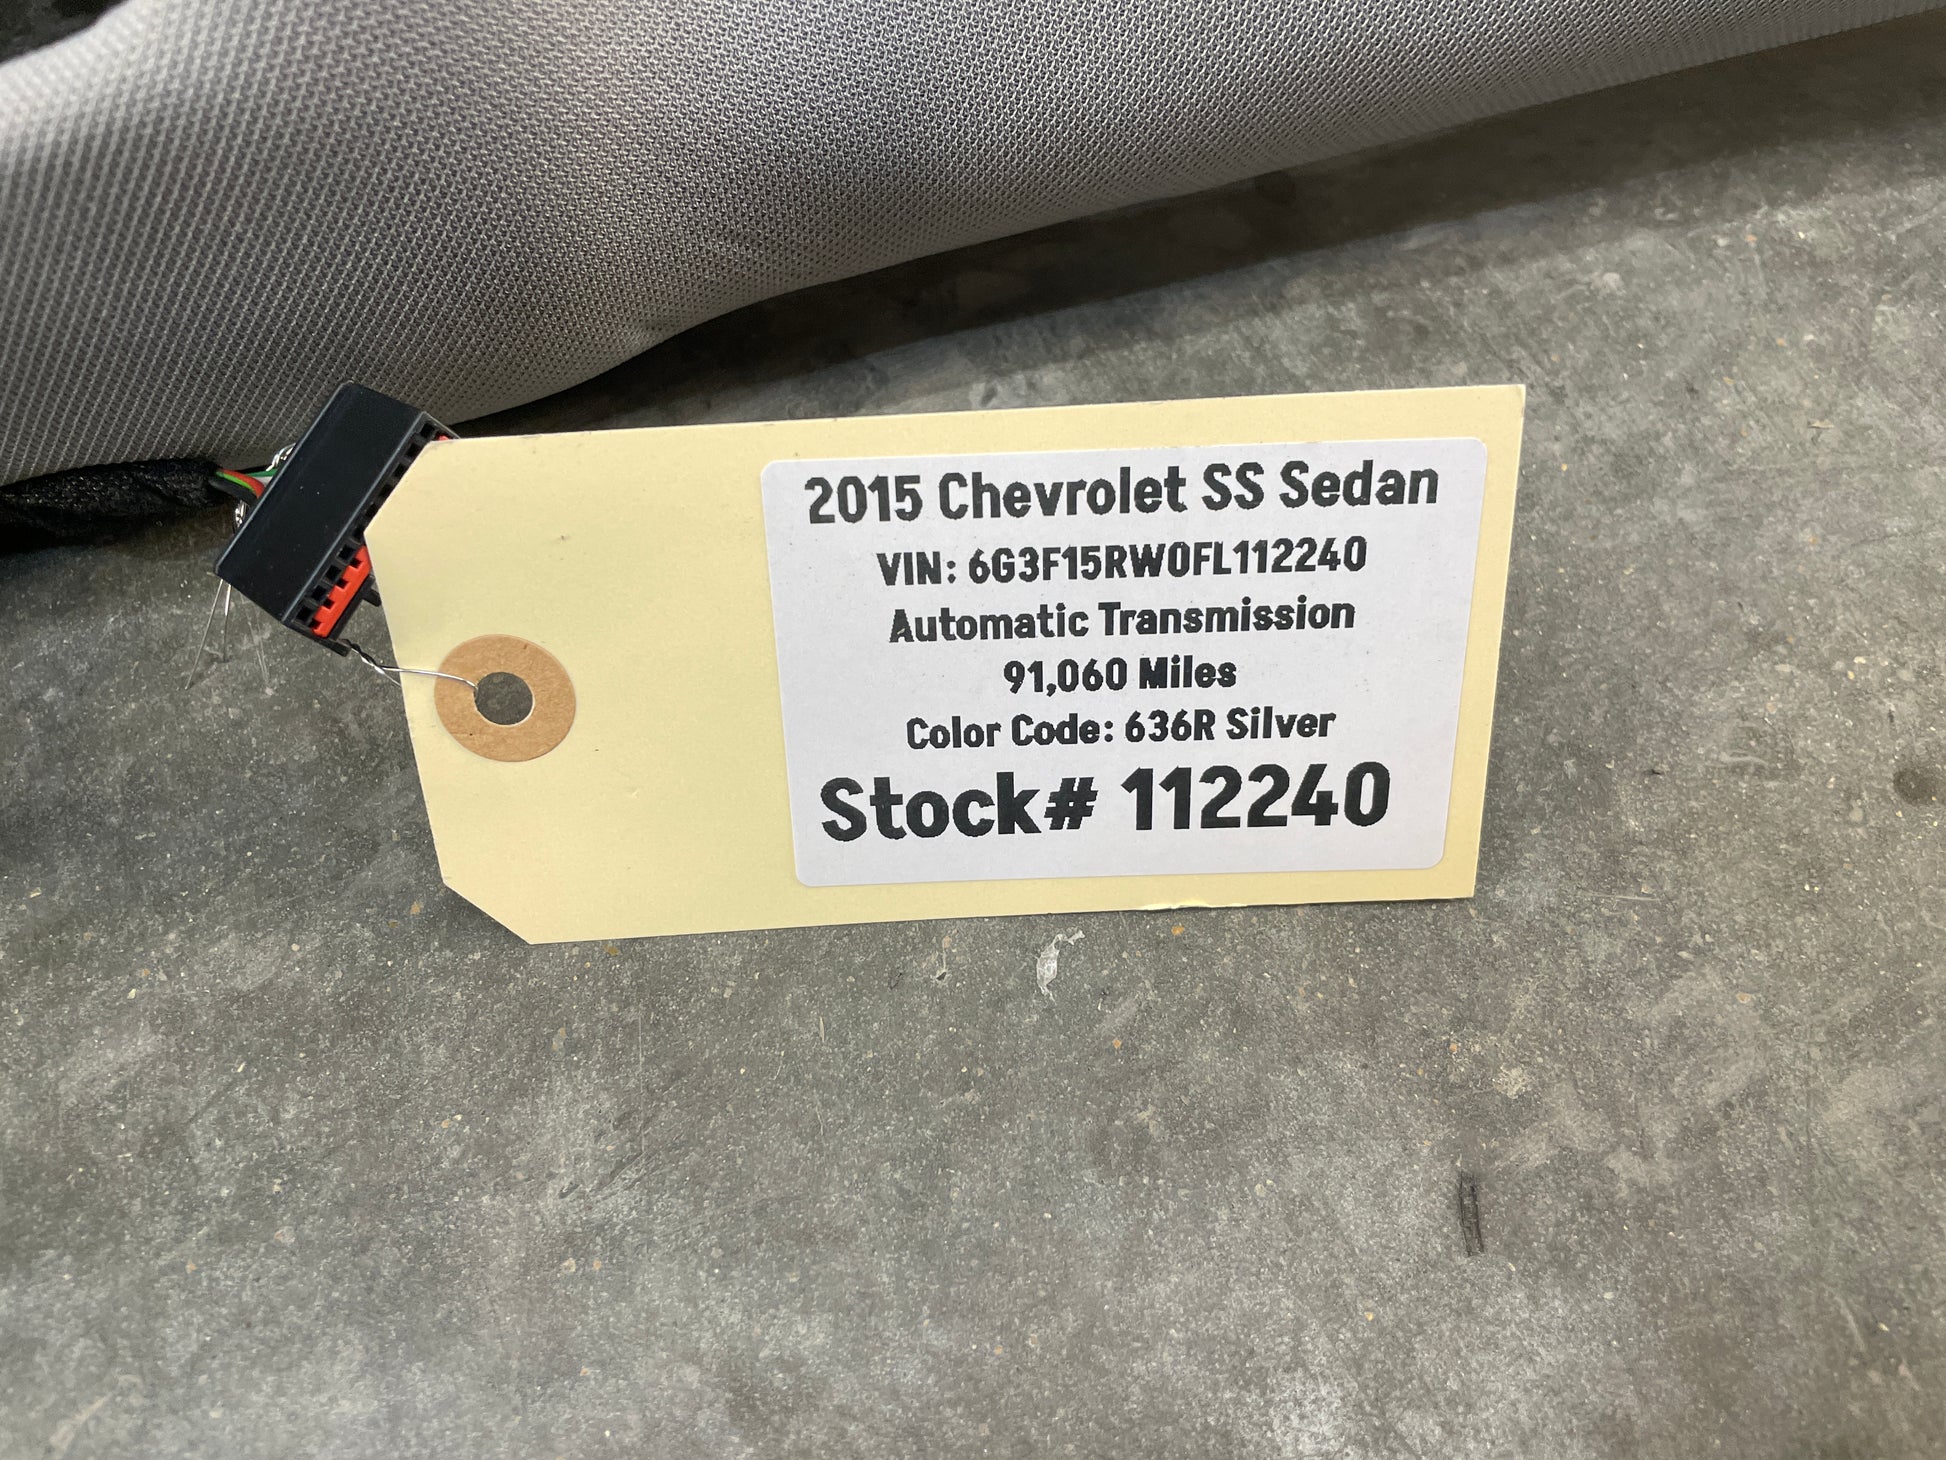 2015 Chevrolet SS Sedan
VIN: 6G3F15RW0FL112240
Automatic Transmission
91,060 Miles
Color Code: 636R Silver
Stock# 112240